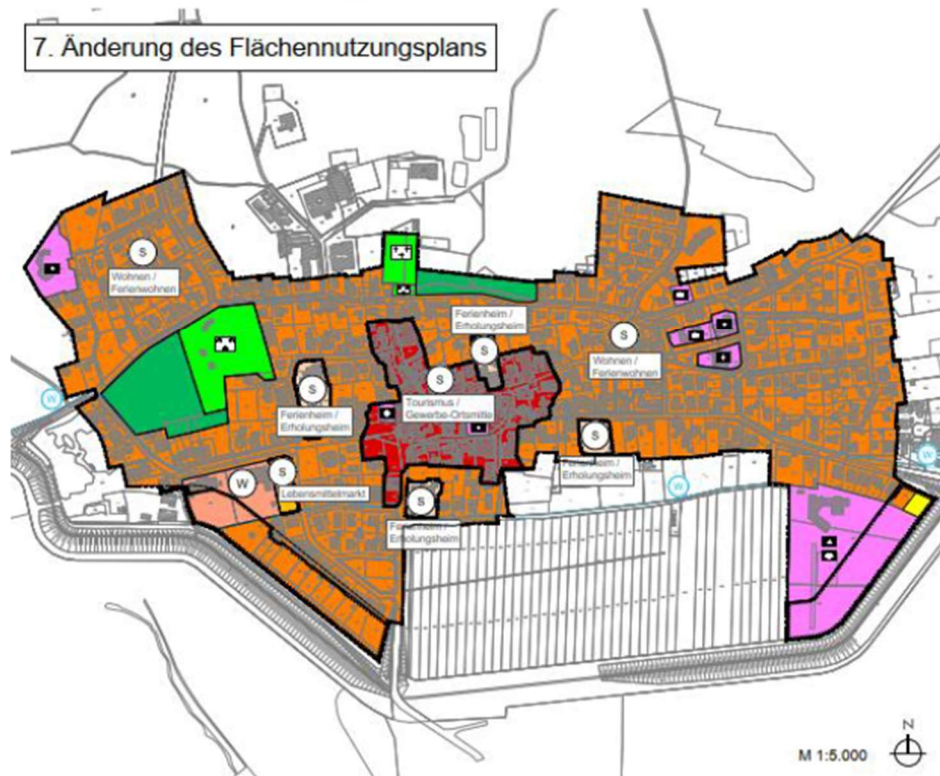 7. Änderung des Flächennutzungsplans
S
Wohnen /
Ferienwohnen
Ferienheim /
Erholungsheim
S
S
Wohnen /
Ferienwohnen
S
Tourismus /
Gewerbe-Ortsmitte
S
Ferienheim /
Erholungsheim
W
S
Ferienheim /
Erholungsheim
W
W
S
Lebensmittelmarkt
W
S
Ferienheim /
Erholungsheim
N
M 1:5.000